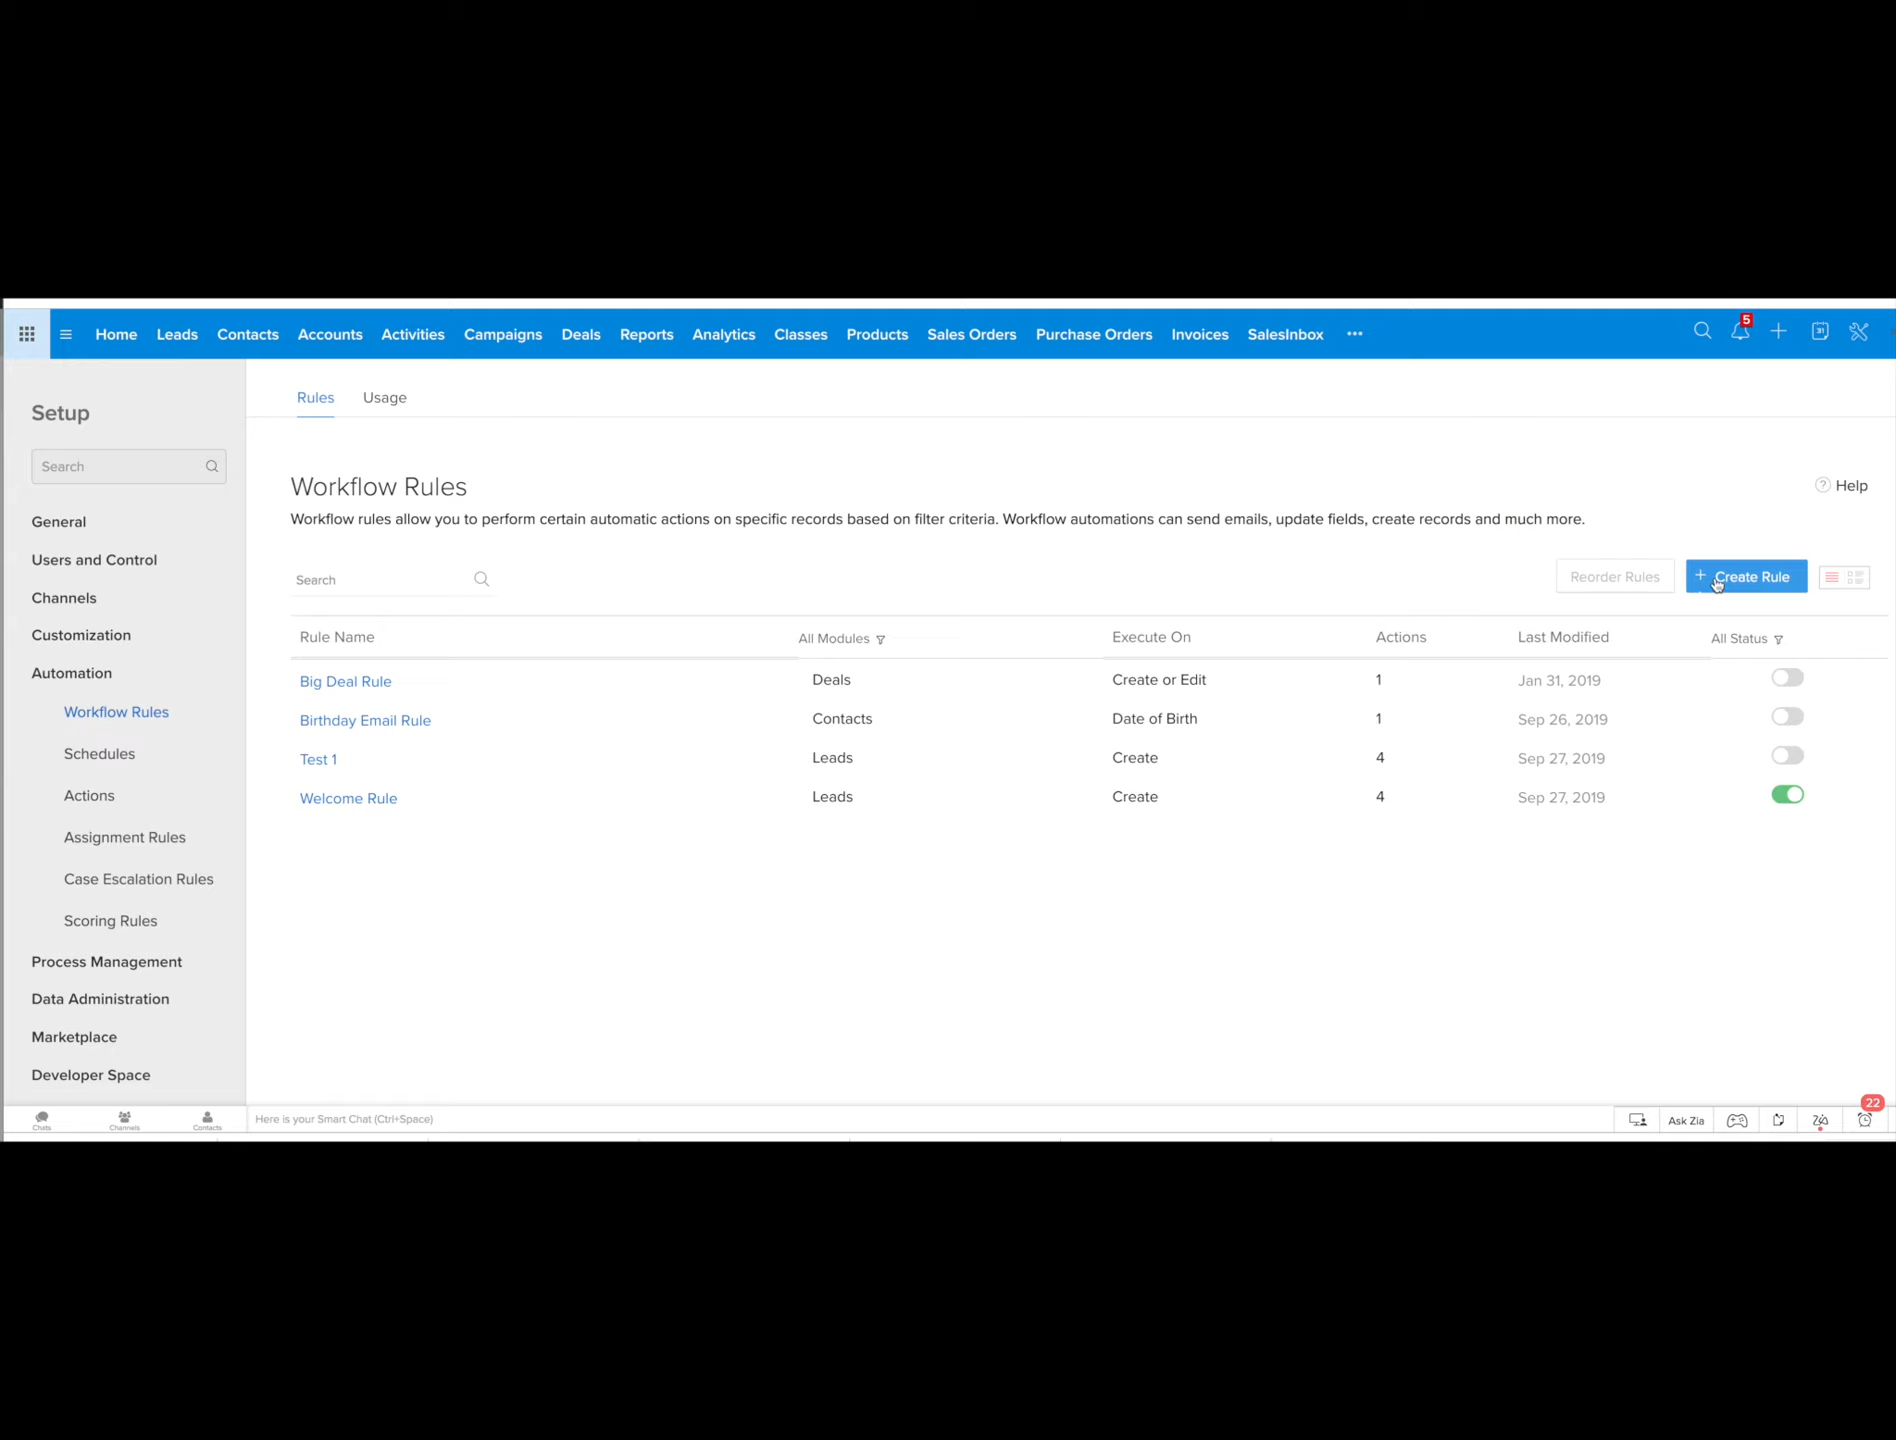 Home Leads Contacts Accounts Activities Campaigns Deals Reports Analytics Classes Products Sales Orders Purchase Orders Invoices SalesInbox ••• 5 31
Setup
Search
General
Users and Control
Channels
Customization
Automation
Workflow Rules
Schedules
Actions
Assignment Rules
Case Escalation Rules
Scoring Rules
Process Management
Data Administration
Marketplace
Developer Space
Rules Usage
Workflow Rules
? Help
Workflow rules allow you to perform certain automatic actions on specific records based on filter criteria. Workflow automations can send emails, update fields, create records and much more.
Search
Reorder Rules + Create Rule
Rule Name All Modules Execute On Actions Last Modified All Status
Big Deal Rule Deals Create or Edit 1 Jan 31, 2019
Birthday Email Rule Contacts Date of Birth 1 Sep 26, 2019
Test 1 Leads Create 4 Sep 27, 2019
Welcome Rule Leads Create 4 Sep 27, 2019
Chats Channels Contacts Here is your Smart Chat (Ctrl+Space) Ask Zia 22